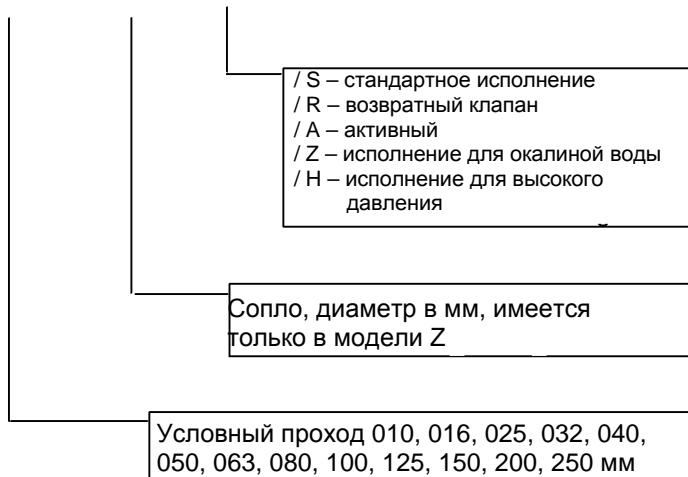 / S – стандартное исполнение
/ R – возвратный клапан
/ A – активный
/ Z – исполнение для окалиной воды
/ H – исполнение для высокого
давления
Сопло, диаметр в мм, имеется
только в модели Z
Условный проход 010, 016, 025, 032, 040,
050, 063, 080, 100, 125, 150, 200, 250 мм